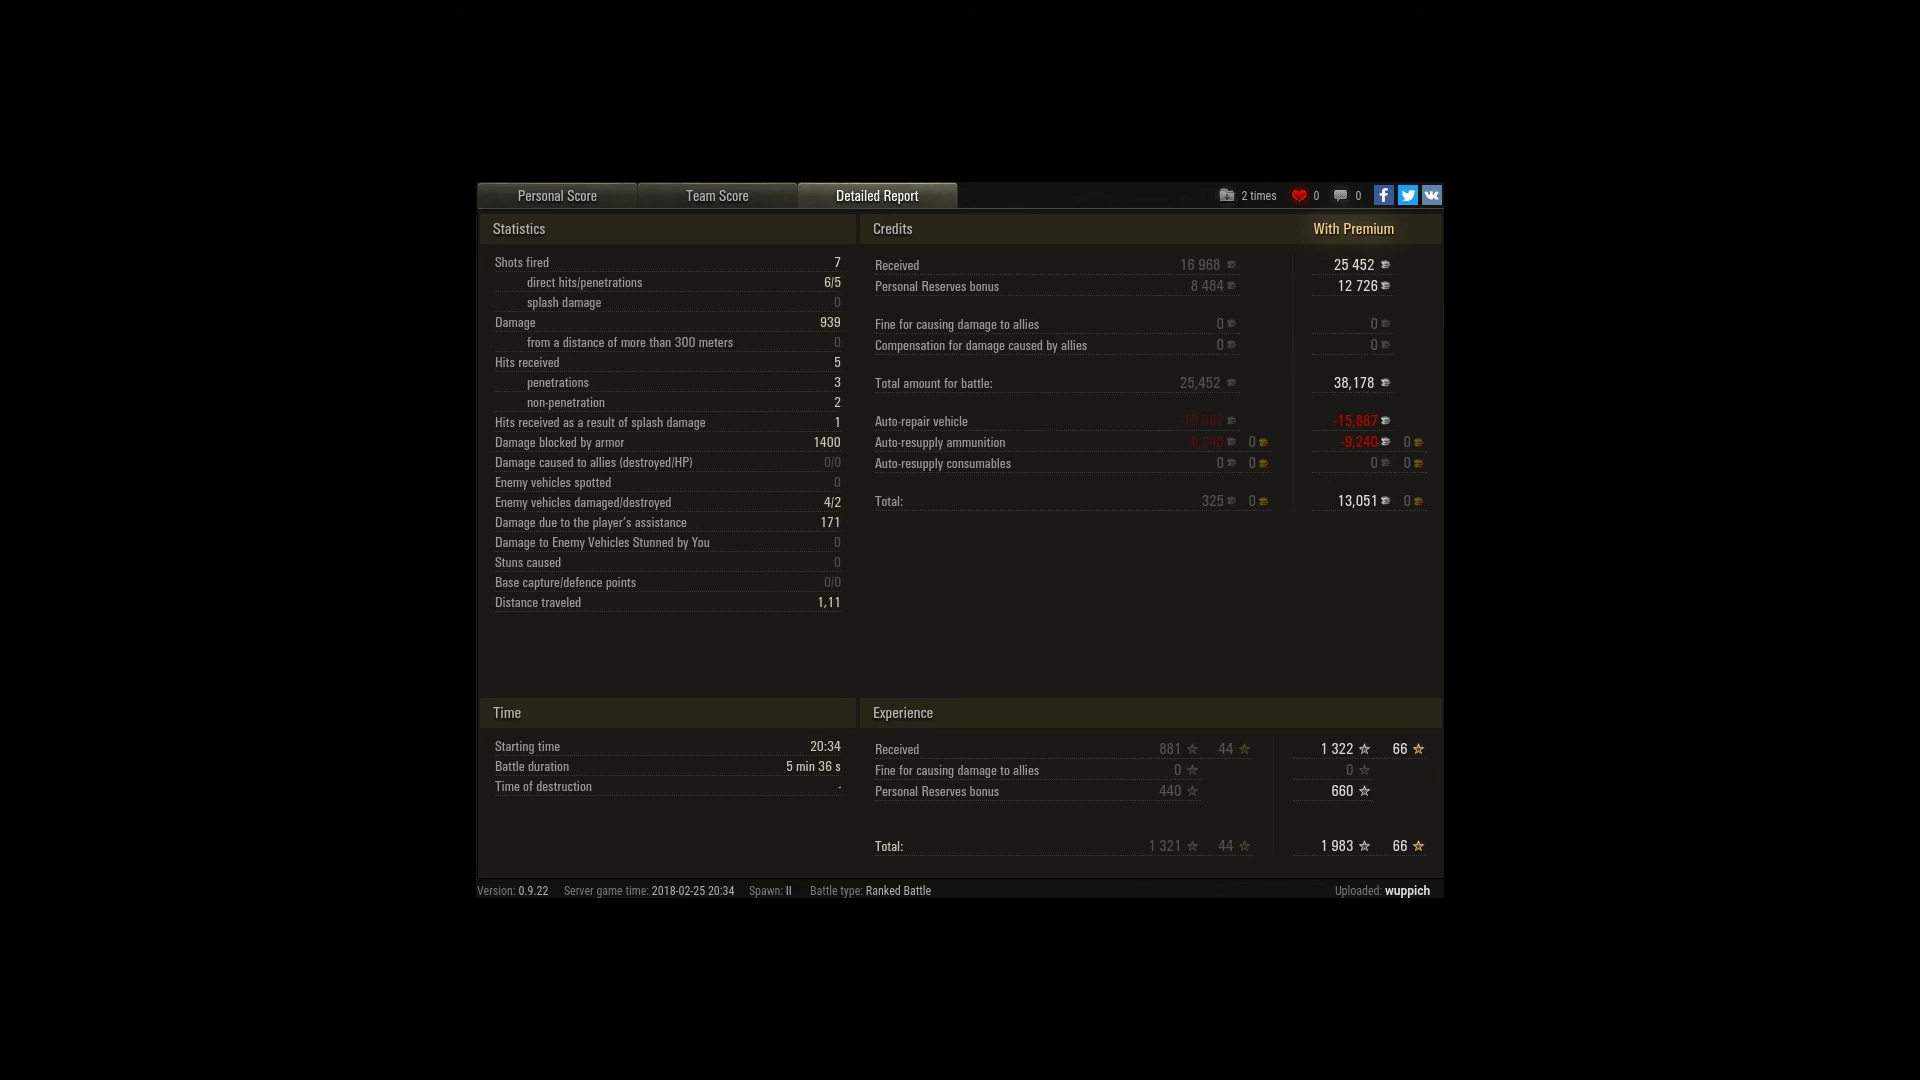 Personal Score Team Score Detailed Report 2 times 0 0
Statistics
Shots fired 7
direct hits/penetrations 6/5
splash damage 0
Damage 939
from a distance of more than 300 meters 0
Hits received 5
penetrations 3
non-penetration 2
Hits received as a result of splash damage 1
Damage blocked by armor 1400
Damage caused to allies (destroyed/HP) 0/0
Enemy vehicles spotted 0
Enemy vehicles damaged/destroyed 4/2
Damage due to the player's assistance 171
Damage to Enemy Vehicles Stunned by You 0
Stuns caused 0
Base capture/defence points 0/0
Distance traveled 1,11
Credits With Premium
Received 16 968 25 452
Personal Reserves bonus 8 484 12 726
Fine for causing damage to allies 0 0
Compensation for damage caused by allies 0 0
Total amount for battle: 25,452 38,178
Auto-repair vehicle -15,887 -15,887
Auto-resupply ammunition -9,240 0 -9,240 0
Auto-resupply consumables 0 0 0 0
Total: 325 0 13,051 0
Time
Starting time 20:34
Battle duration 5 min 36 s
Time of destruction -
Experience
Received 881 44 1 322 66
Fine for causing damage to allies 0 0
Personal Reserves bonus 440 660
Total: 1 321 44 1 983 66
Version: 0.9.22 Server game time: 2018-02-25 20:34 Spawn: II Battle type: Ranked Battle Uploaded: wuppich